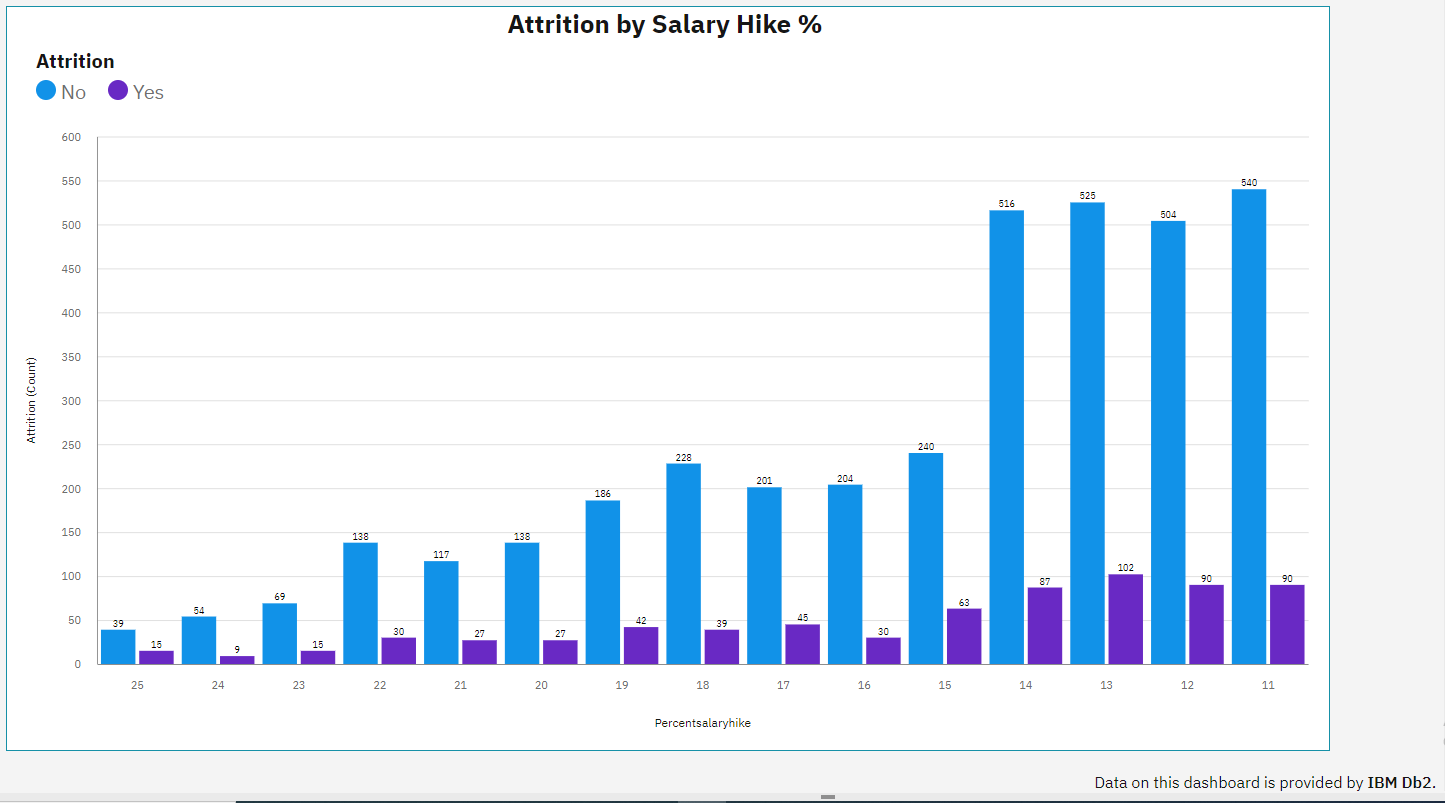 Attrition by Salary Hike %
Attrition
No Yes
600
550
500
450
400
350
300
250
200
150
100
50
0
Attrition (Count)
39 15 54 9 69 15 138 30 117 27 138 27 186 42 228 39 201 45 204 30 240 63 516 87 525 102 504 90 540 90
25 24 23 22 21 20 19 18 17 16 15 14 13 12 11
Percentsalaryhike
Data on this dashboard is provided by IBM Db2.